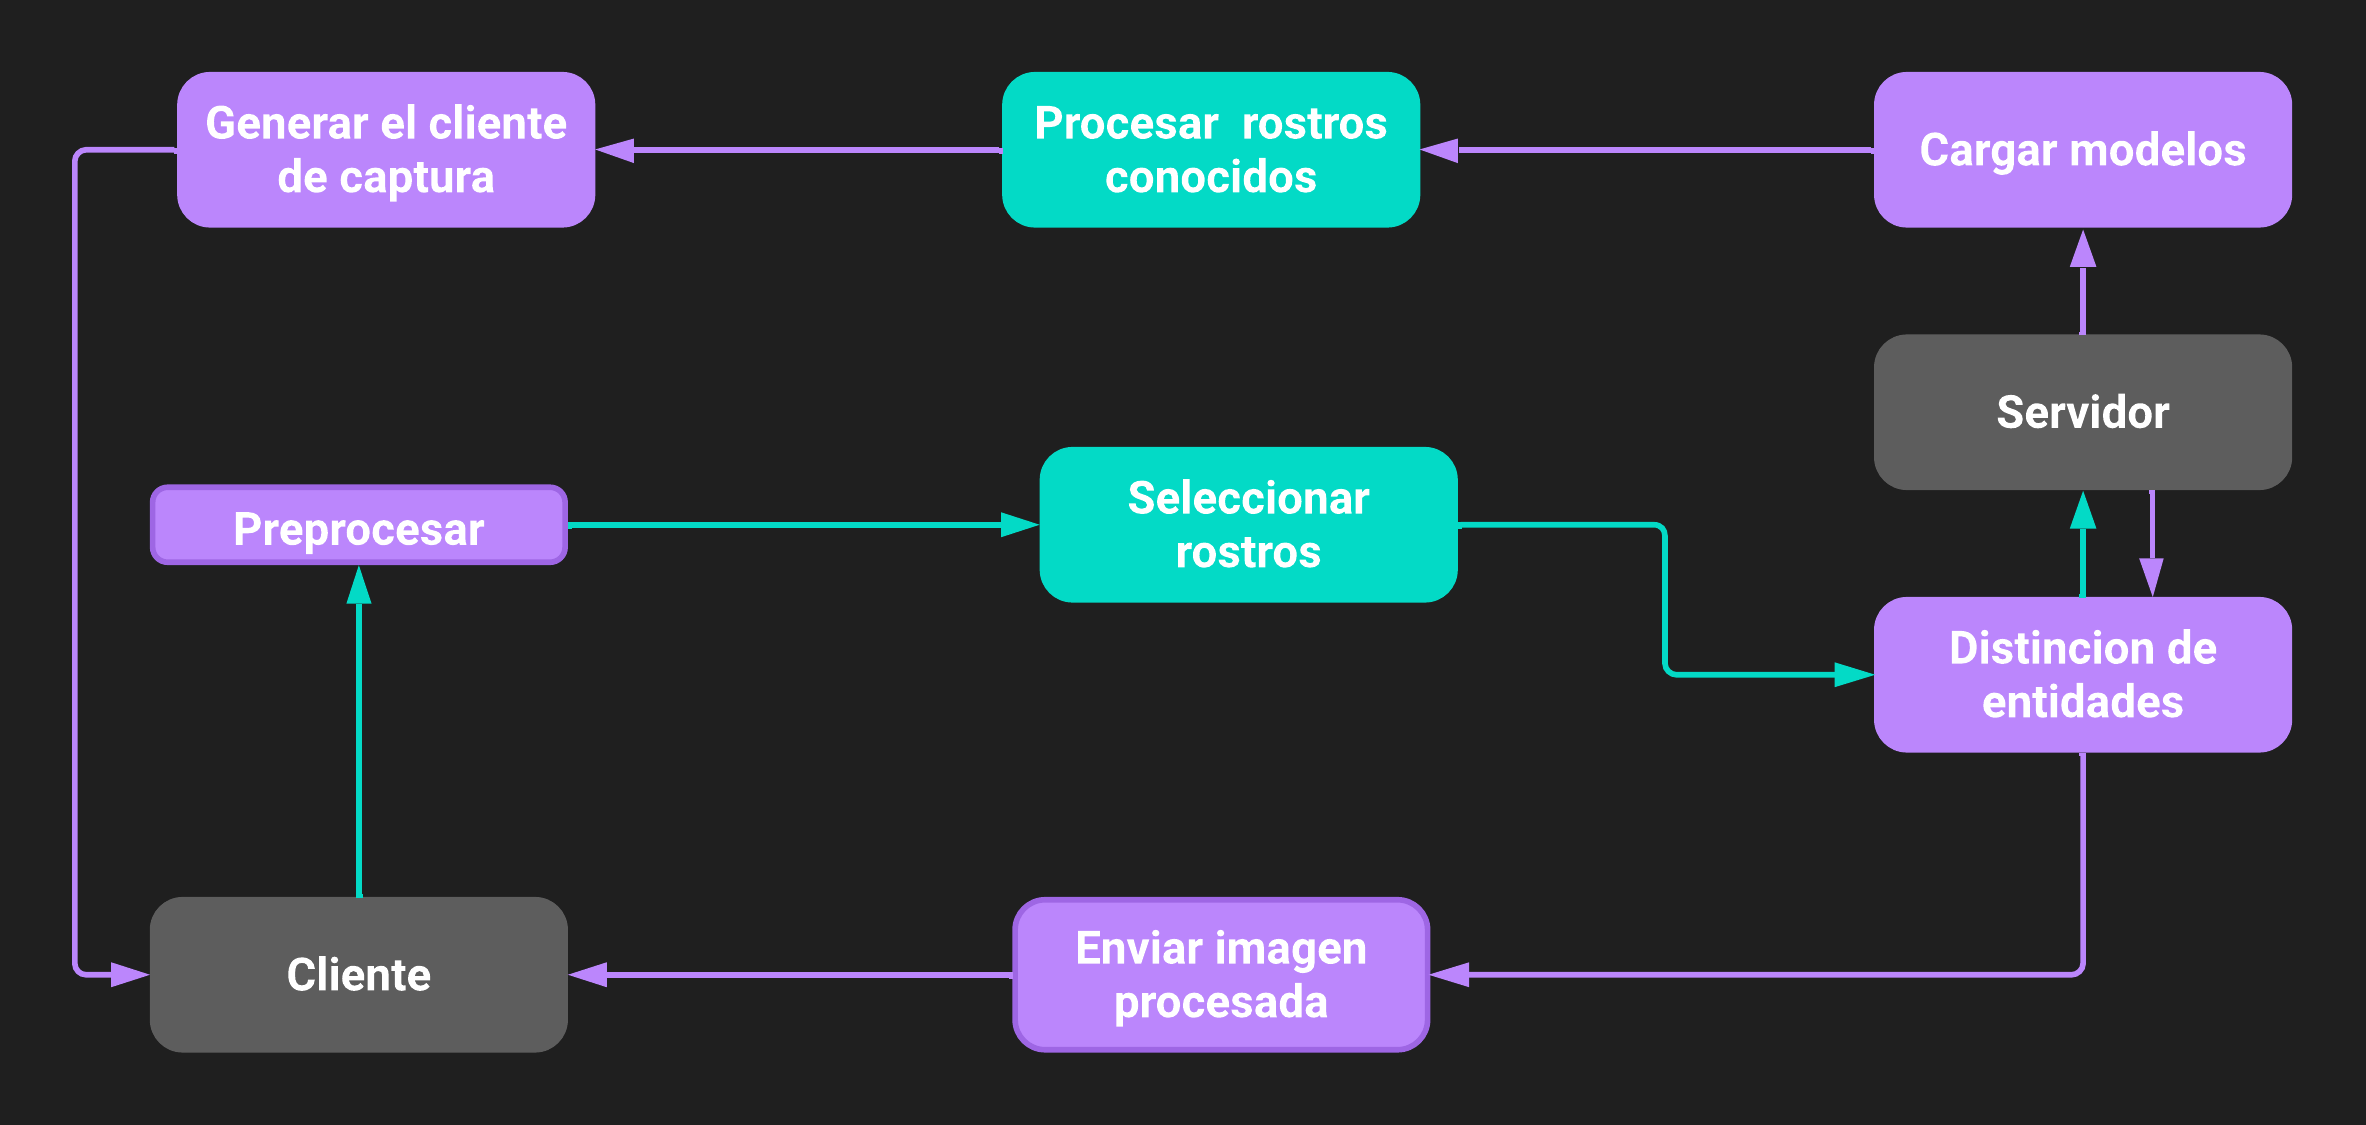 Generar el cliente
de captura
Procesar  rostros
conocidos
Cargar modelos
Servidor
Preprocesar
Seleccionar
rostros
Distincion de
entidades
Cliente
Enviar imagen
procesada